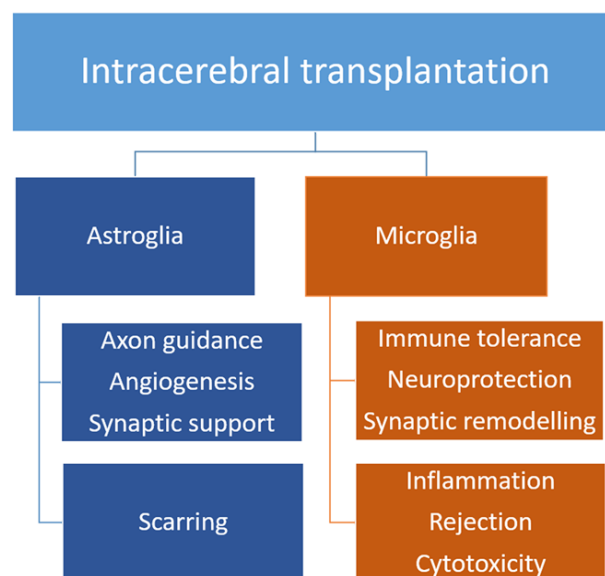 Intracerebral transplantation
Astroglia
Microglia
Axon guidance
Angiogenesis
Synaptic support
Immune tolerance
Neuroprotection
Synaptic remodelling
Scarring
Inflammation
Rejection
Cytotoxicity